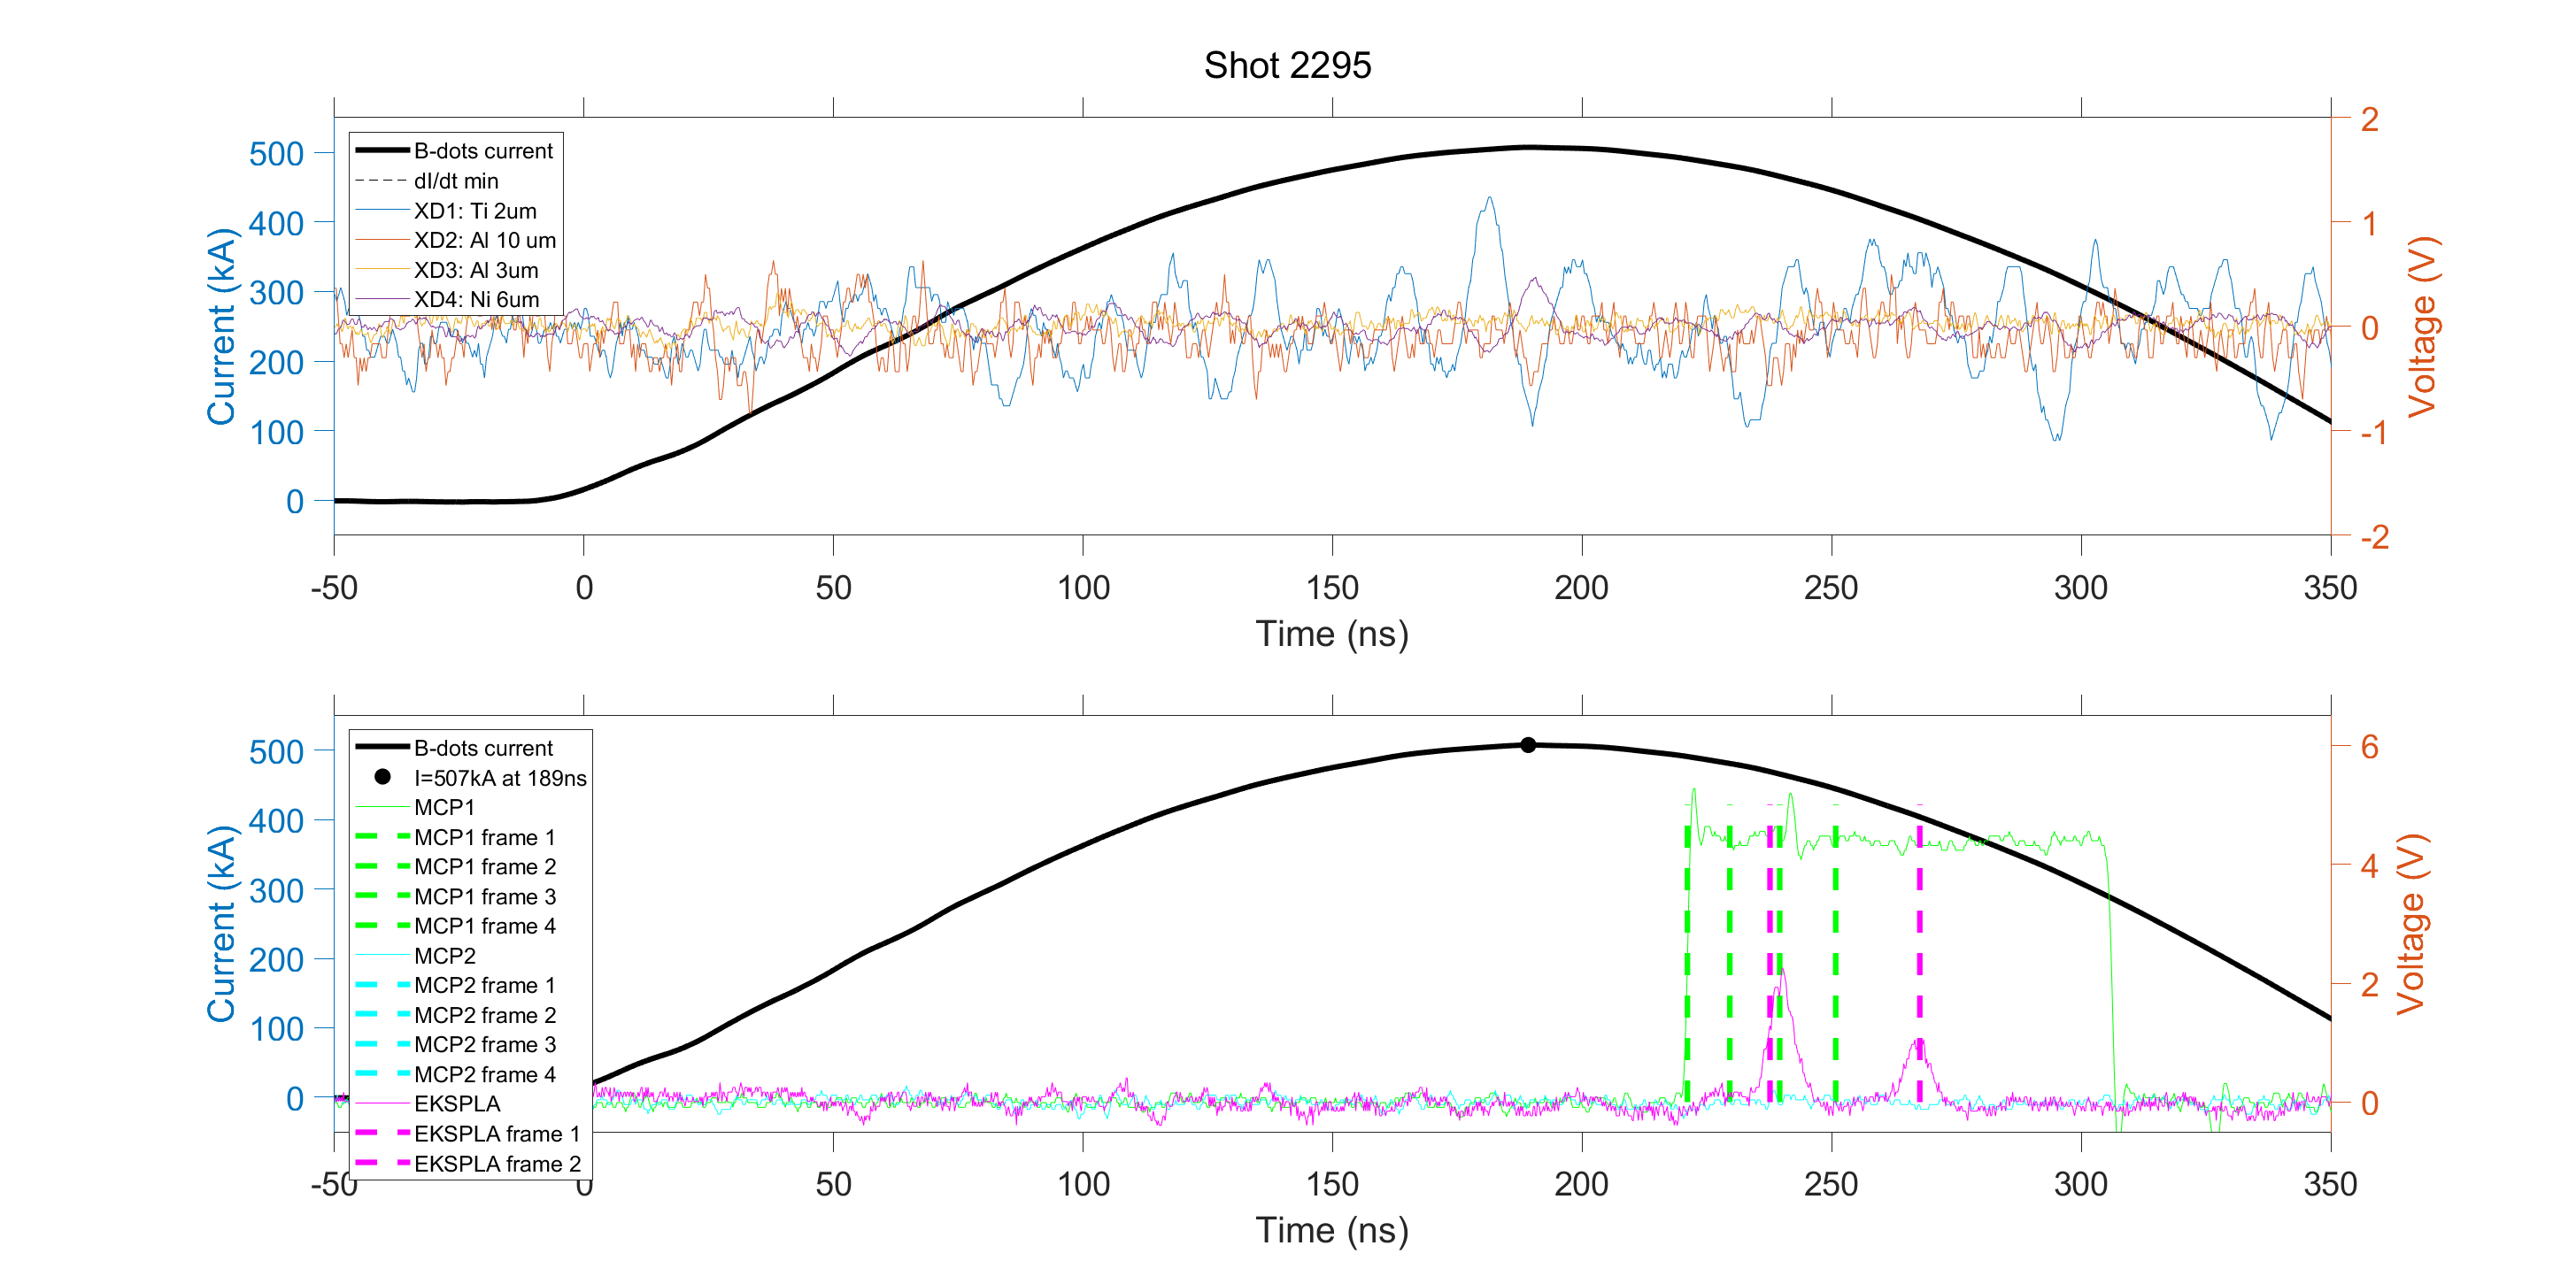 Shot 2295
B-dots current
dI/dt min
XD1: Ti 2um
XD2: Al 10 um
XD3: Al 3um
XD4: Ni 6um
500
400
300
200
100
0
Current (kA)
2
1
0
-1
-2
Voltage (V)
-50 0 50 100 150 200 250 300 350
Time (ns)
B-dots current
I=507kA at 189ns
MCP1
MCP1 frame 1
MCP1 frame 2
MCP1 frame 3
MCP1 frame 4
MCP2
MCP2 frame 1
MCP2 frame 2
MCP2 frame 3
MCP2 frame 4
EKSPLA
EKSPLA frame 1
EKSPLA frame 2
500
400
300
200
100
0
Current (kA)
6
4
2
0
Voltage (V)
-50 0 50 100 150 200 250 300 350
Time (ns)